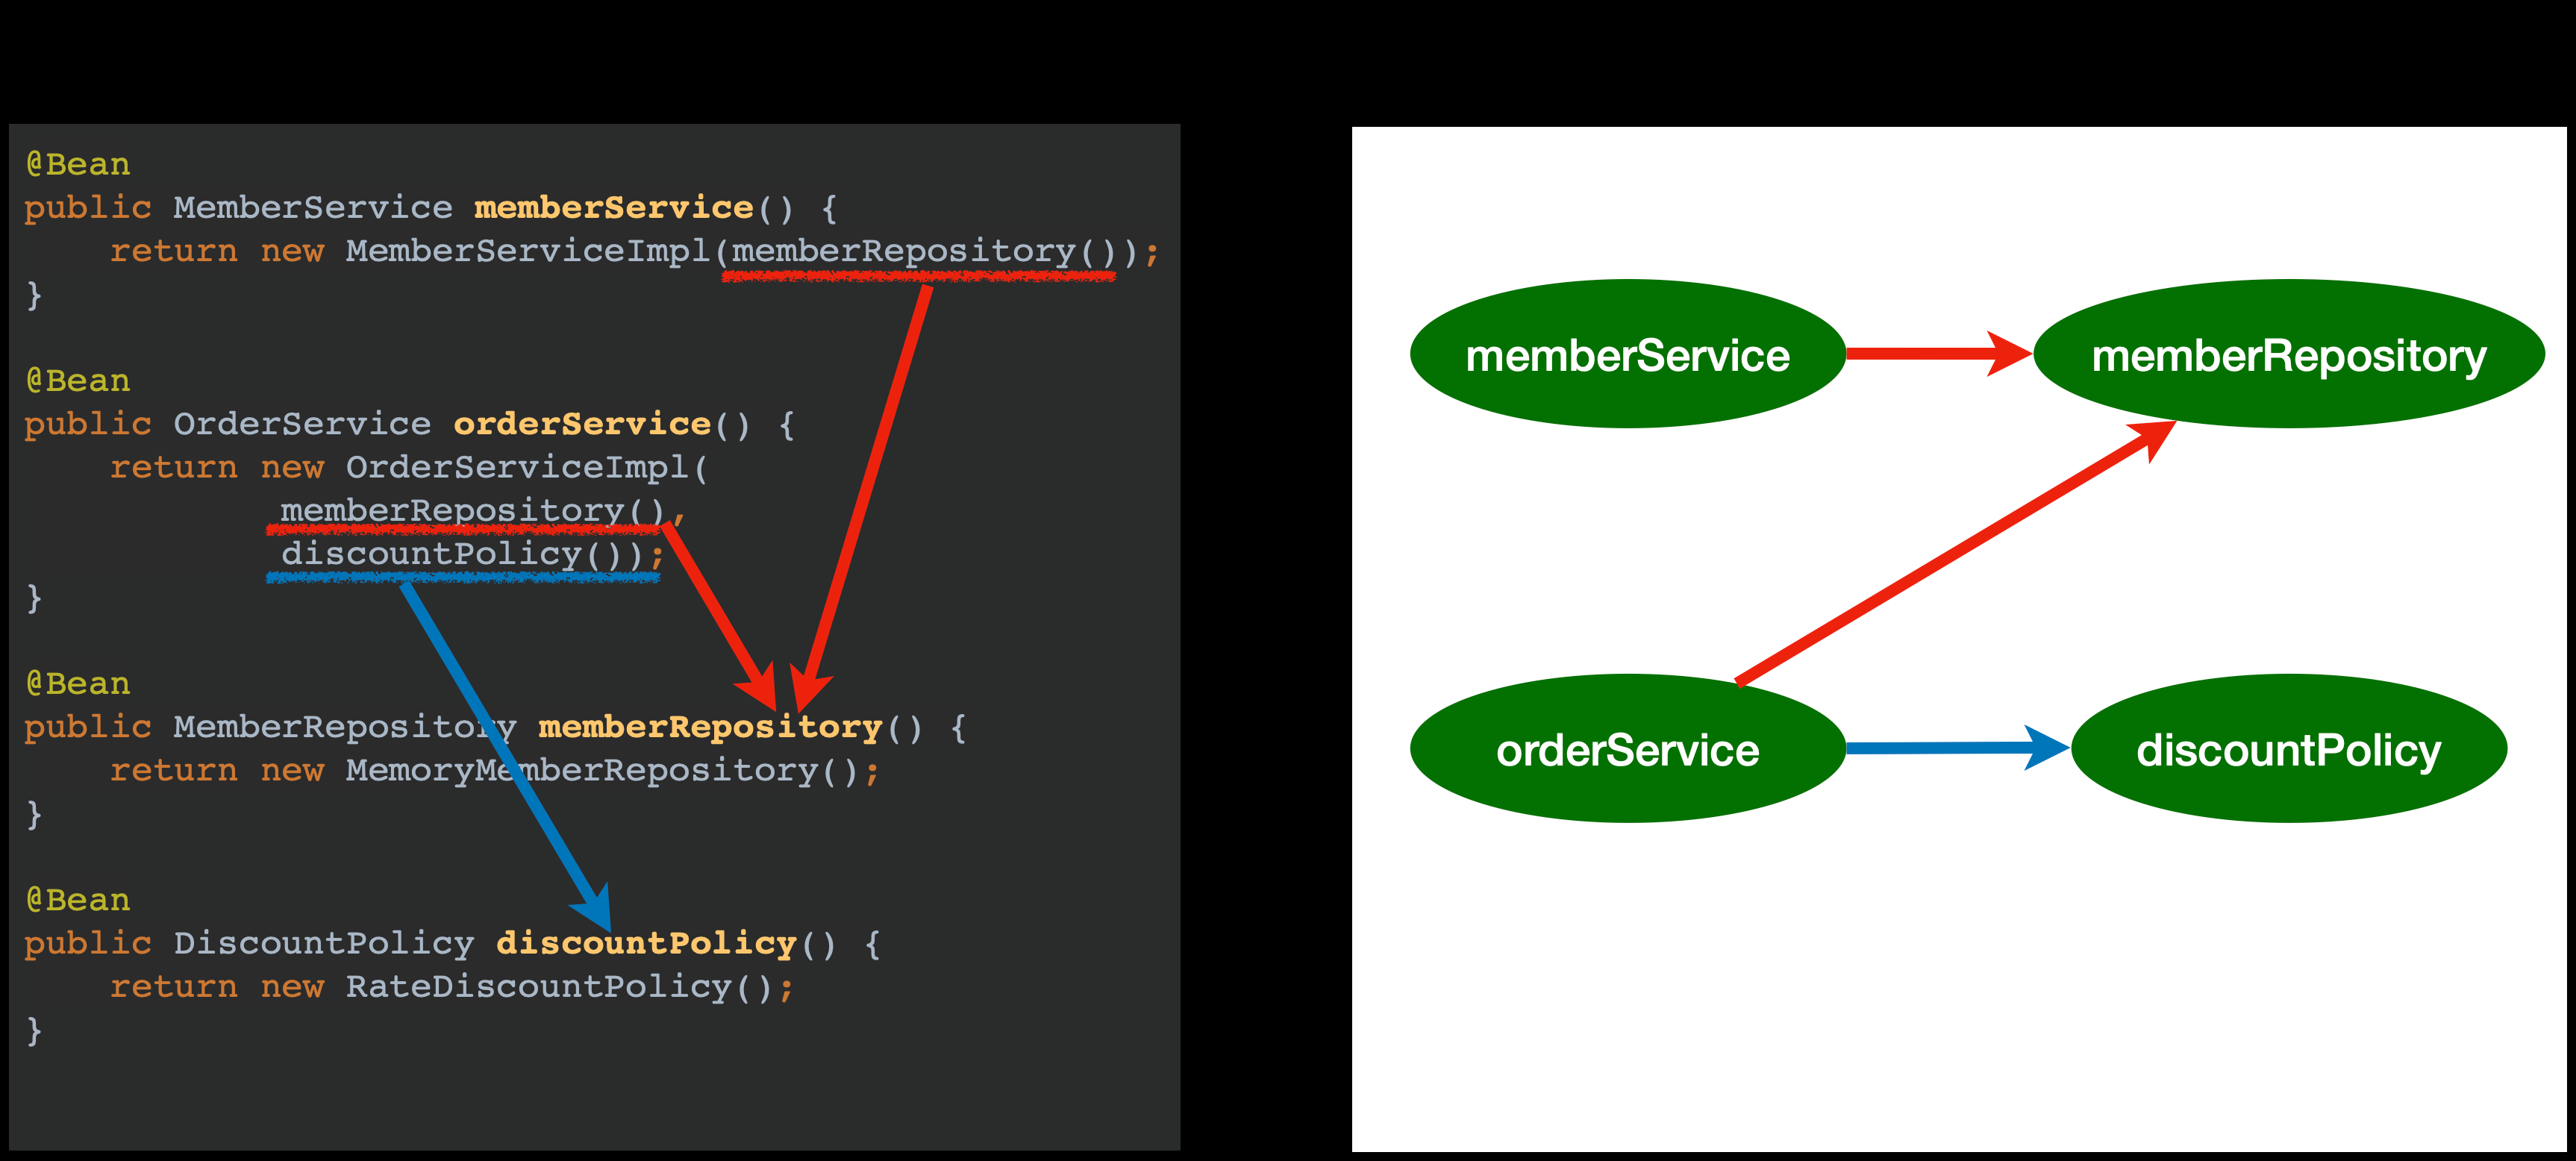 @Bean
public MemberService memberService() {
return new MemberServiceImpl(memberRepository());
}
@Bean
public OrderService orderService() {
return new OrderServiceImpl(
memberRepository(),
discountPolicy());
}
@Bean
public MemberRepository memberRepository() {
return new MemoryMemberRepository();
}
@Bean
public DiscountPolicy discountPolicy() {
return new RateDiscountPolicy();
}
memberService
memberRepository
orderService
discountPolicy